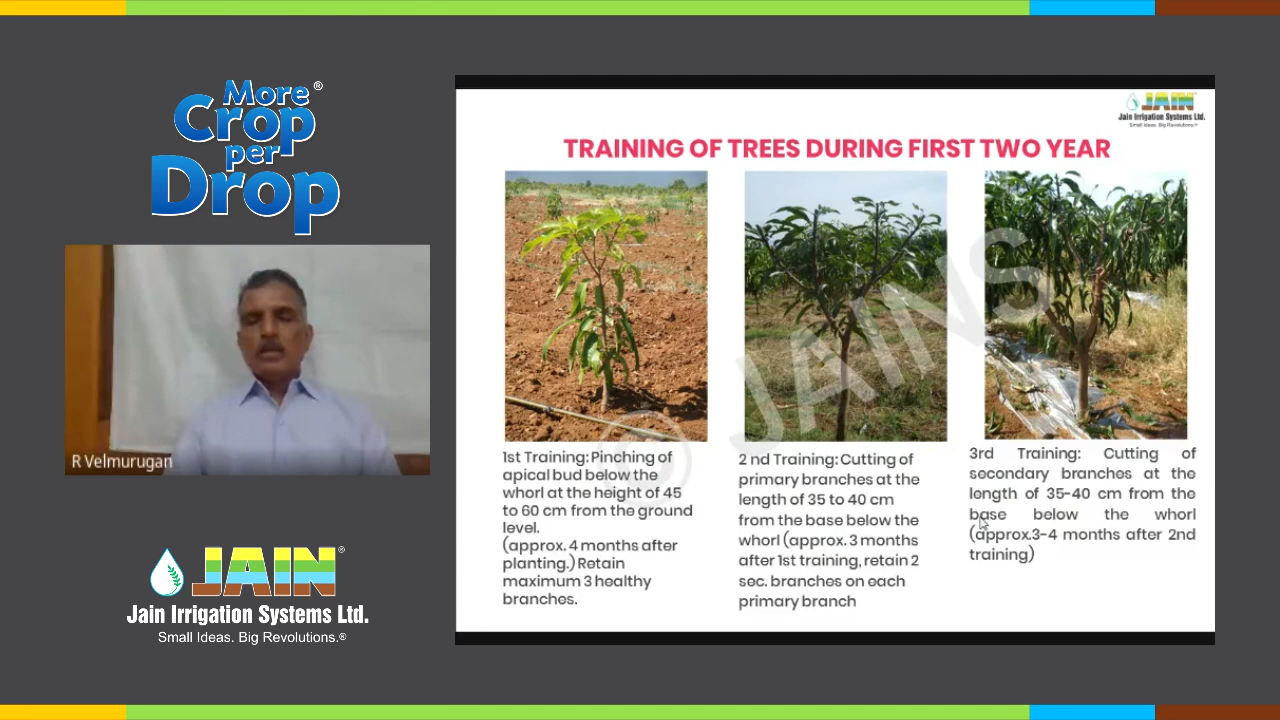 More®
Crop
per
Drop
R Velmurugan
JAIN®
Jain Irrigation Systems Ltd.
Small Ideas. Big Revolutions.®
JAIN
Jain Irrigation Systems Ltd.
Small Ideas. Big Revolutions.®
TRAINING OF TREES DURING FIRST TWO YEAR
© JAINS
1st Training: Pinching of
apical bud below the
whorl at the height of 45
to 60 cm from the ground
level.
(approx. 4 months after
planting.) Retain
maximum 3 healthy
branches.
2 nd Training: Cutting of
primary branches at the
length of 35 to 40 cm
from the base below the
whorl (approx. 3 months
after 1st training, retain 2
sec. branches on each
primary branch
3rd Training: Cutting of
secondary branches at the
length of 35-40 cm from the
base below the whorl
(approx.3-4 months after 2nd
training)